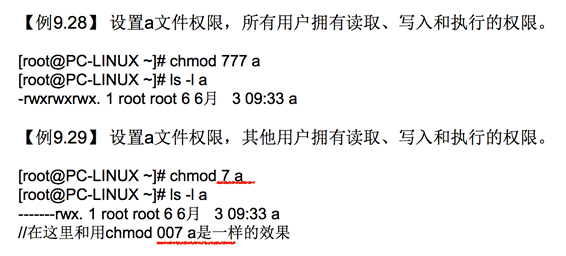 【例9.28】 设置a文件权限，所有用户拥有读取、写入和执行的权限。
[root@PC-LINUX ~]# chmod 777 a
[root@PC-LINUX ~]# ls -l a
-rwxrwxrwx. 1 root root 6 6月   3 09:33 a
【例9.29】 设置a文件权限，其他用户拥有读取、写入和执行的权限。
[root@PC-LINUX ~]# chmod 7 a
[root@PC-LINUX ~]# ls -l a
-------rwx. 1 root root 6 6月   3 09:33 a
//在这里和用chmod 007 a是一样的效果